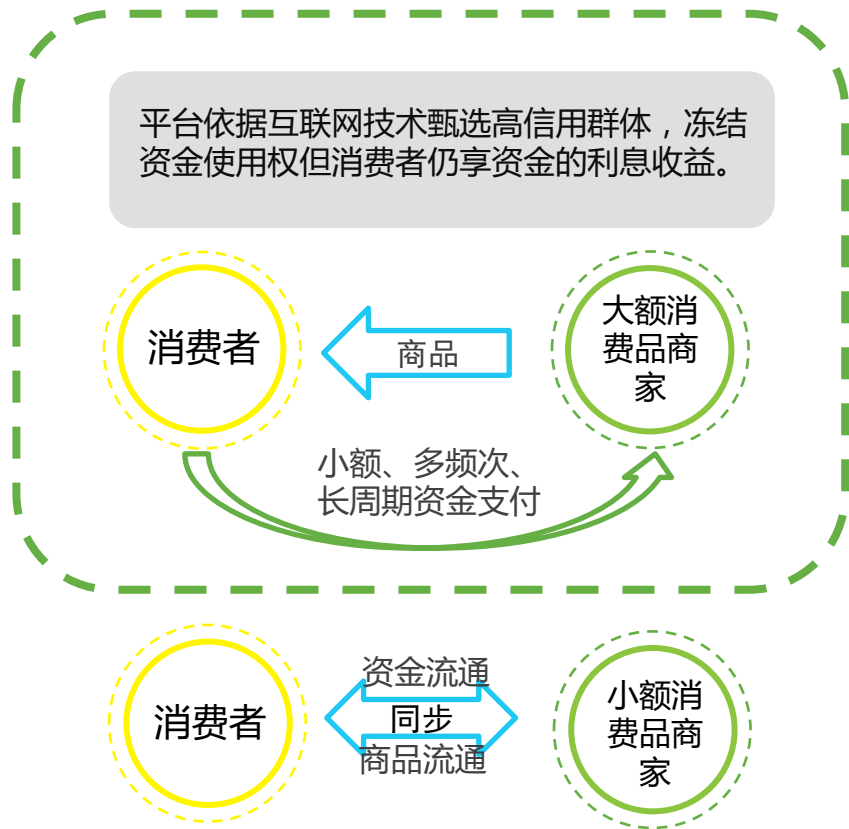 平台依据互联网技术甄选高信用群体，冻结
资金使用权但消费者仍享资金的利息收益。
消费者
商品
大额消
费品商
家
小额、多频次、
长周期资金支付
消费者
资金流通
同步
商品流通
小额消
费品商
家